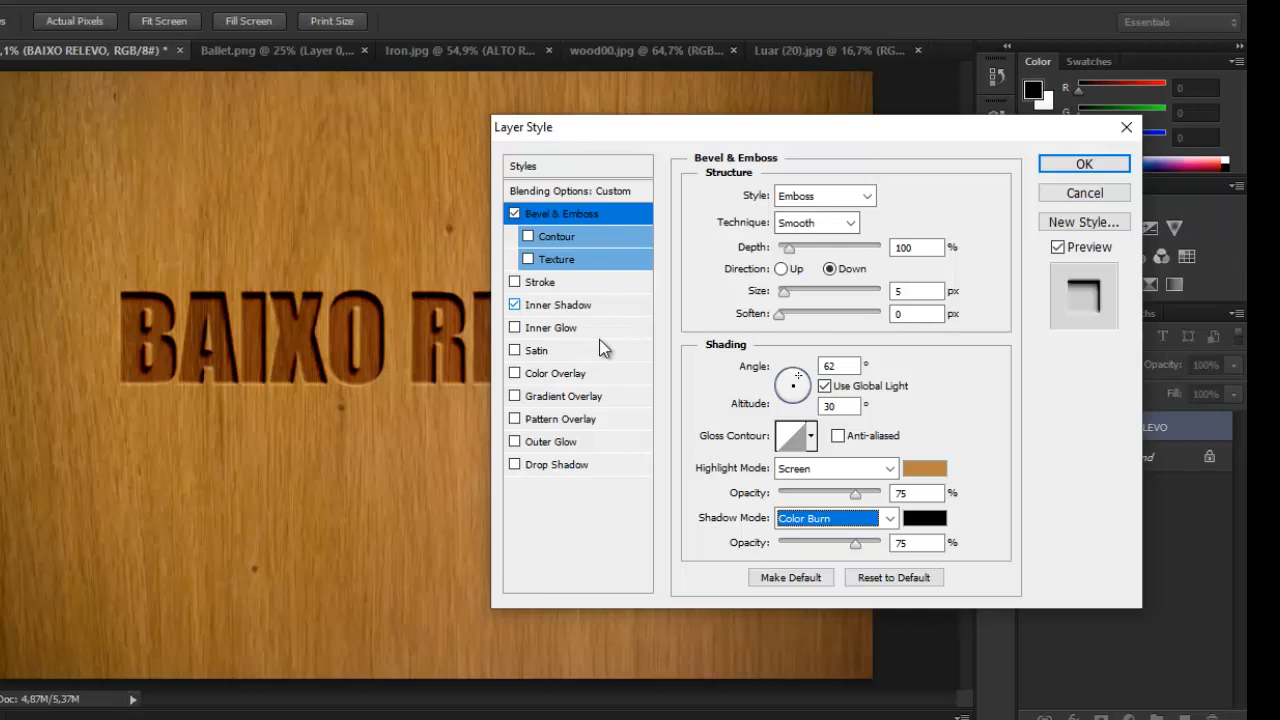 Actual Pixels Fit Screen Fill Screen Print Size Essentials
,1% (BAIXO RELEVO, RGB/8#) * × Ballet.png @ 25% (Layer 0,... × Iron.jpg @ 54,9% (ALTO R... × wood00.jpg @ 64,7% (RGB... × Luar (20).jpg @ 16,7% (RG... ×
Color Swatches
R 0
G 0
0
BAIXO RE
Layer Style
Styles
Blending Options: Custom
Bevel & Emboss
Contour
Texture
Stroke
Inner Shadow
Inner Glow
Satin
Color Overlay
Gradient Overlay
Pattern Overlay
Outer Glow
Drop Shadow
Bevel & Emboss
Structure
Style: Emboss
Technique: Smooth
Depth: 100 %
Direction: Up Down
Size: 5 px
Soften: 0 px
Shading
Angle: 62 °
Use Global Light
Altitude: 30 °
Gloss Contour: Anti-aliased
Highlight Mode: Screen
Opacity: 75 %
Shadow Mode: Color Burn
Opacity: 75 %
Make Default Reset to Default
OK
Cancel
New Style...
Preview
hs
Opacity: 100%
Fill: 100%
LEVO
nd
Doc: 4,87M/5,37M